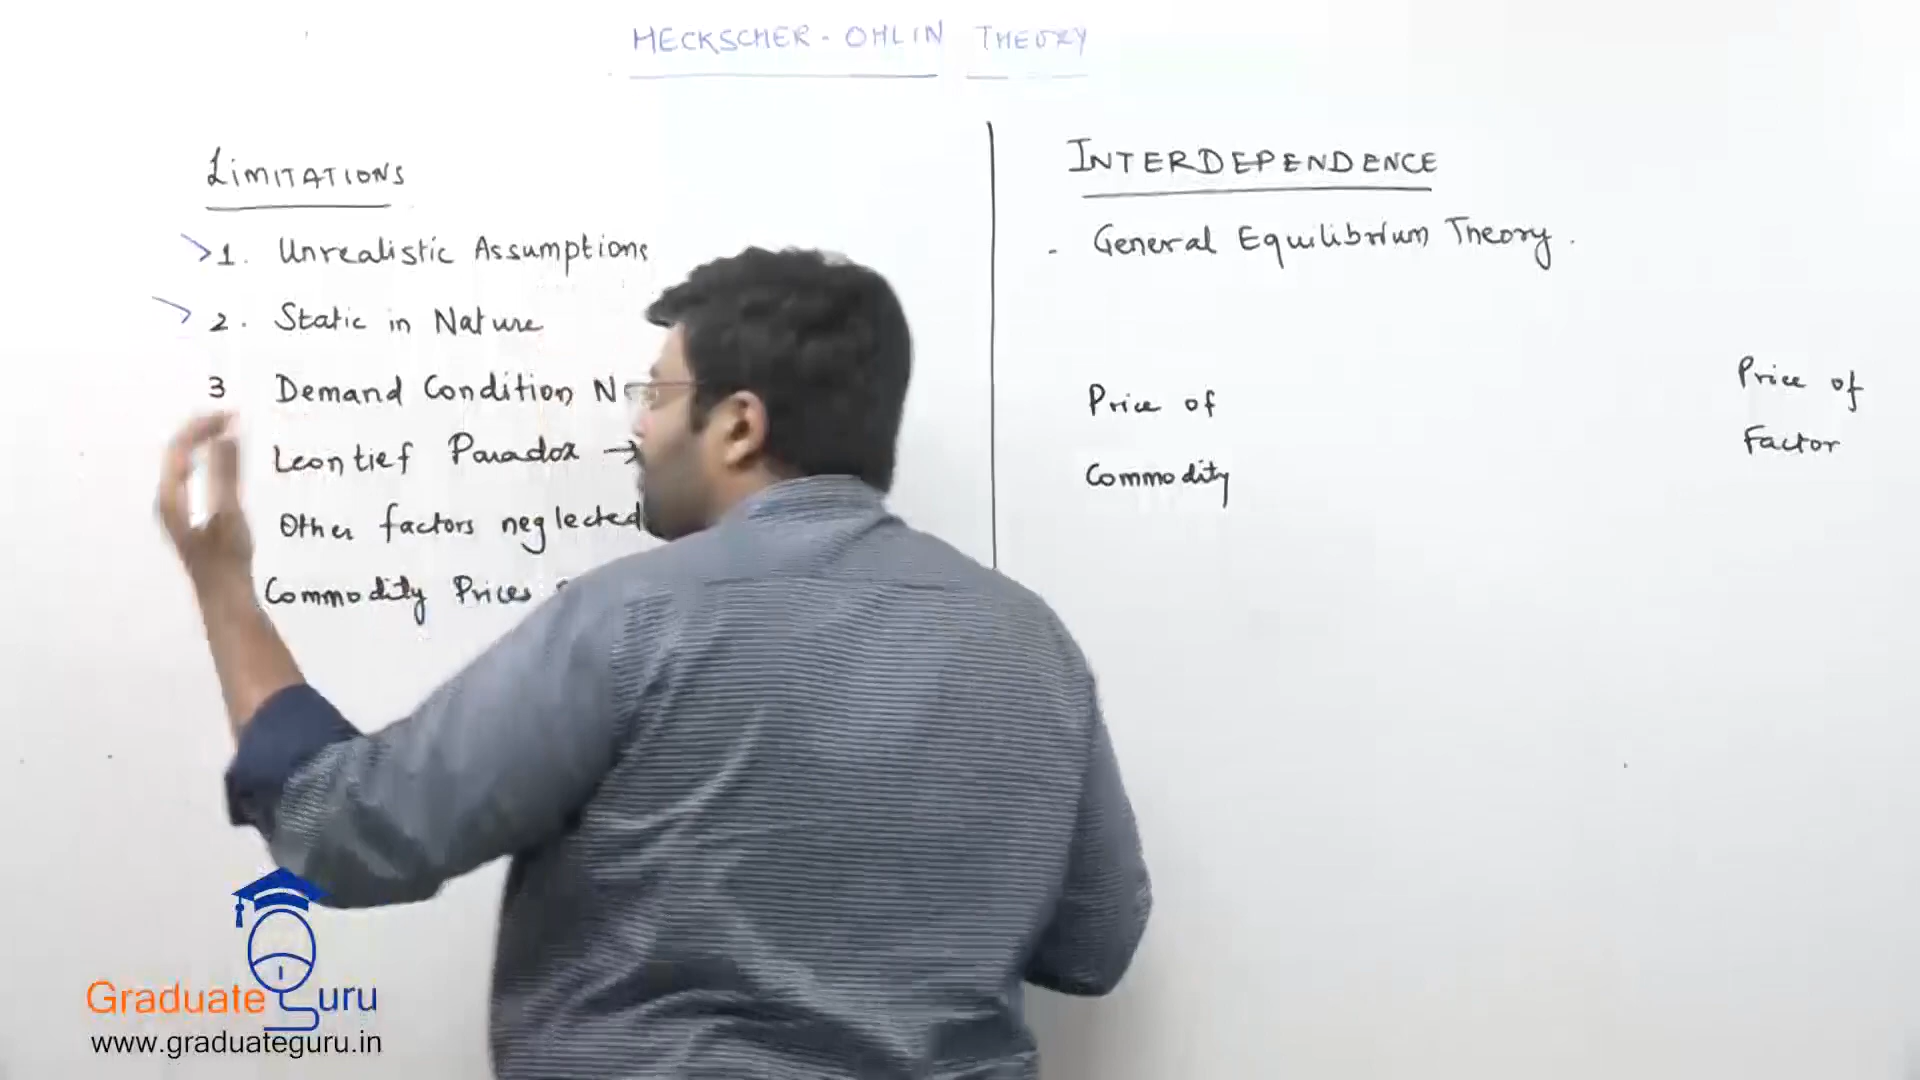 HECKSCHER-OHLIN THEORY
LIMITATIONS
1. Unrealistic Assumptions
2. Static in Nature
3 Demand Condition
Leontief Paradox →
Other factors neglected
Commodity Prices
INTERDEPENDENCE
- General Equilibrium Theory.
Price of
Commodity
Price of
Factor
Graduate Guru
www.graduateguru.in